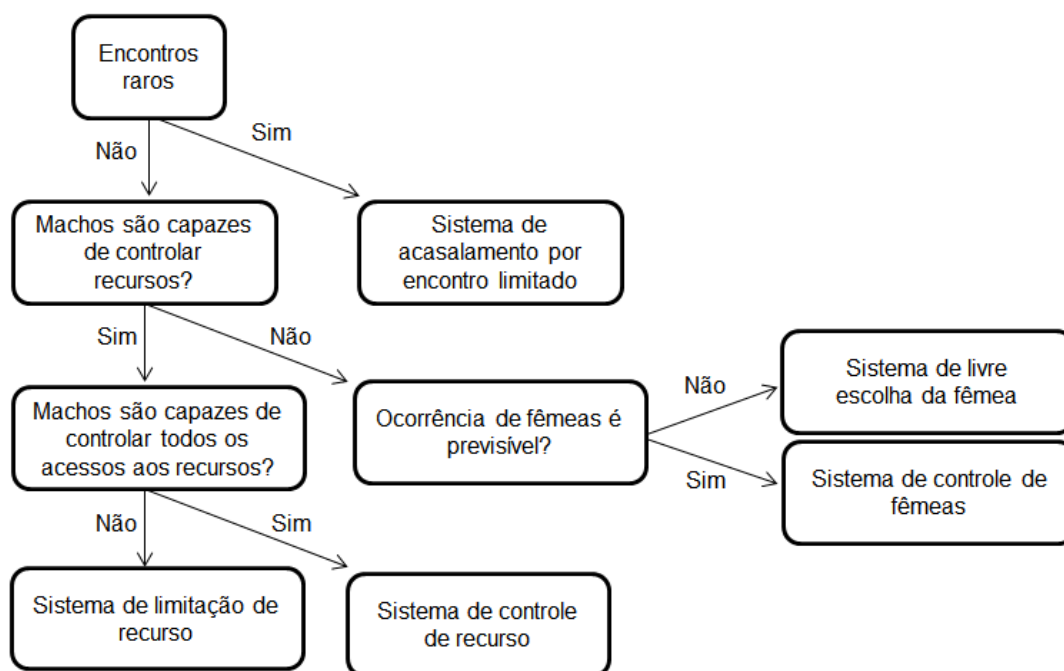 Encontros
raros
Sim
Não
Machos são capazes
de controlar
recursos?
Sistema de
acasalamento por
encontro limitado
Sim
Não
Machos são capazes de
controlar todos os
acessos aos recursos?
Ocorrência de fêmeas é
previsível?
Não
Sistema de livre
escolha da fêmea
Sim
Sistema de controle de
fêmeas
Não
Sim
Sistema de limitação de
recurso
Sistema de controle
de recurso